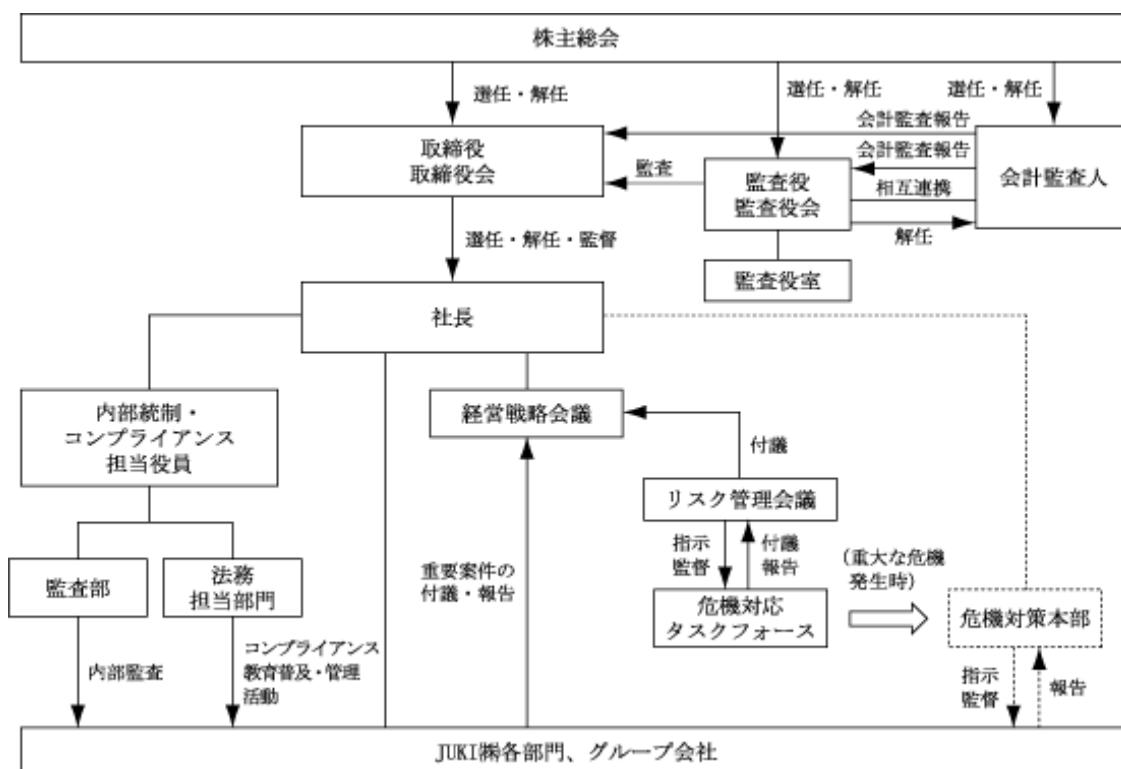 株主総会
選任・解任
選任・解任
選任・解任
会計監査報告
取締役
取締役会
会計監査報告
監査
監査役
監査役会
相互連携
会計監査人
解任
選任・解任・監督
監査役室
社長
内部統制・
コンプライアンス
担当役員
経営戦略会議
付議
リスク管理会議
指示
監督
付議
報告
(重大な危機
発生時)
監査部
法務
担当部門
重要案件の
付議・報告
危機対応
タスクフォース
危機対策本部
内部監査
コンプライアンス
教育普及・管理
活動
指示
監督
報告
JUKI㈱各部門、グループ会社